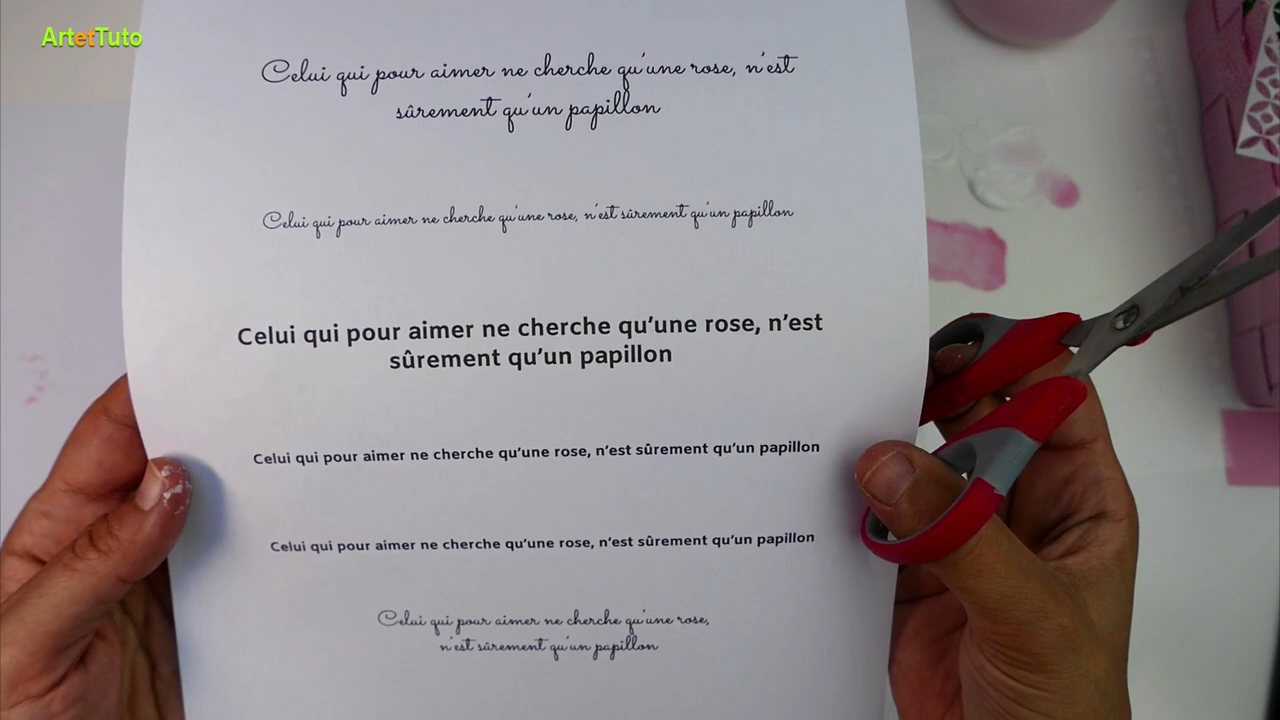 ArtetTuto
Celui qui pour aimer ne cherche qu'une rose, n'est
sûrement qu'un papillon
Celui qui pour aimer ne cherche qu'une rose, n'est sûrement qu'un papillon
Celui qui pour aimer ne cherche qu’une rose, n’est
sûrement qu’un papillon
Celui qui pour aimer ne cherche qu’une rose, n’est sûrement qu’un papillon
Celui qui pour aimer ne cherche qu’une rose, n’est sûrement qu’un papillon
Celui qui pour aimer ne cherche qu'une rose,
n'est sûrement qu'un papillon